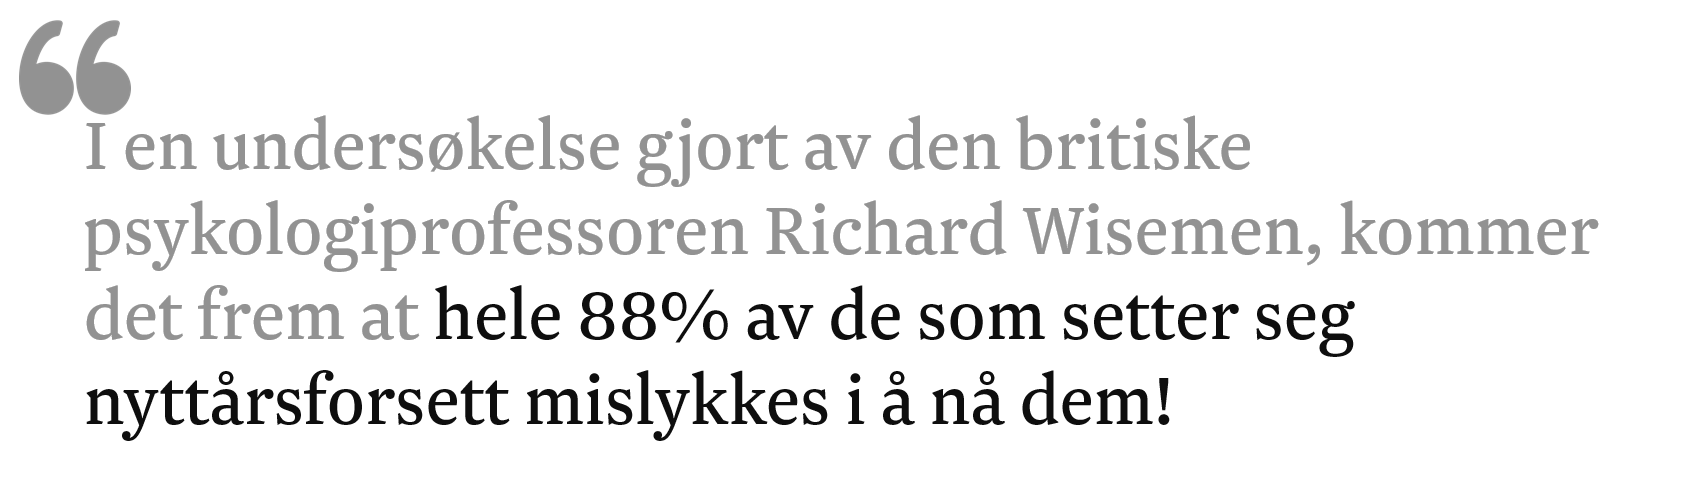 “
I en undersøkelse gjort av den britiske
psykologiprofessoren Richard Wisemen, kommer
det frem at hele 88% av de som setter seg
nyttårsforsett mislykkes i å nå dem!